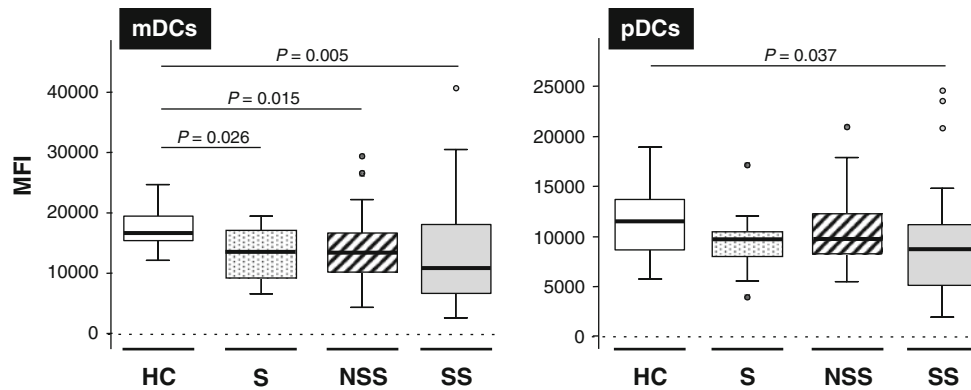 mDCs
P = 0.005
40000
P = 0.015
P = 0.026
30000
MFI
20000
10000
0
HC S NSS SS
pDCs
P = 0.037
25000
20000
15000
10000
5000
0
HC S NSS SS